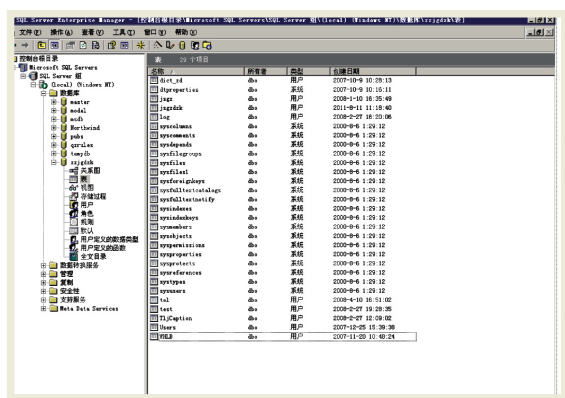 SQL Server Enterprise Manager - [控制台根目录\Microsoft SQL Servers\SQL Server 组\(local) (Windows NT)\数据库\zzjgdzk\表]
文件(F) 操作(A) 查看(V) 工具(T) 窗口(W) 帮助(H)
控制台根目录
Microsoft SQL Servers
SQL Server 组
(local) (Windows NT)
数据库
master
model
msdb
Northwind
pubs
qzrules
tempdb
zzjgdzk
关系图
表
视图
存储过程
用户
角色
规则
默认
用户定义的数据类型
用户定义的函数
全文目录
数据转换服务
管理
复制
安全性
支持服务
Meta Data Services
表 29 个项目
名称 所有者 类型 创建日期
dict_zd dbo 用户 2007-10-9 10:28:13
dtproperties dbo 系统 2007-10-9 10:16:11
jngz dbo 用户 2008-1-10 16:35:49
jzgzdzk dbo 用户 2011-8-11 11:18:40
log dbo 用户 2008-2-27 16:20:06
syscolumns dbo 系统 2000-8-6 1:29:12
syscomments dbo 系统 2000-8-6 1:29:12
sysdepends dbo 系统 2000-8-6 1:29:12
sysfilegroups dbo 系统 2000-8-6 1:29:12
sysfiles dbo 系统 2000-8-6 1:29:12
sysfiles1 dbo 系统 2000-8-6 1:29:12
sysforeignkeys dbo 系统 2000-8-6 1:29:12
sysfulltextcatalogs dbo 系统 2000-8-6 1:29:12
sysfulltextnotify dbo 系统 2000-8-6 1:29:12
sysindexes dbo 系统 2000-8-6 1:29:12
sysindexkeys dbo 系统 2000-8-6 1:29:12
sysmembers dbo 系统 2000-8-6 1:29:12
sysobjects dbo 系统 2000-8-6 1:29:12
syspermissions dbo 系统 2000-8-6 1:29:12
sysproperties dbo 系统 2000-8-6 1:29:12
sysprotects dbo 系统 2000-8-6 1:29:12
sysreferences dbo 系统 2000-8-6 1:29:12
systypes dbo 系统 2000-8-6 1:29:12
sysusers dbo 系统 2000-8-6 1:29:12
tel dbo 用户 2008-4-10 16:51:02
test dbo 用户 2007-12-27 19:28:35
TljCaption dbo 用户 2008-2-27 12:09:02
Users dbo 用户 2007-12-25 15:39:38
VHLD dbo 用户 2007-11-20 10:48:24